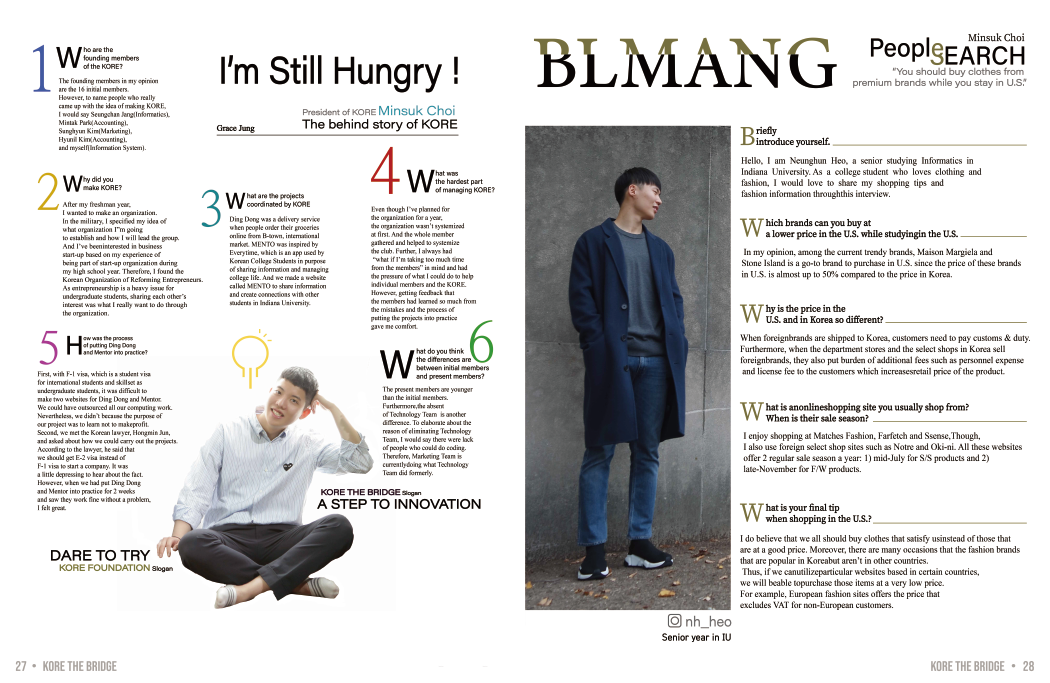 1 Who are the
founding members
of the KORE?
The founding members in my opinion
are the 16 initial members.
However, to name people who really
came up with the idea of making KORE,
I would say Seungchan Jang(Informatics),
Mintak Park(Accounting),
Sunghyun Kim(Marketing),
Hyunil Kim(Accounting),
and myself(Information System).
I'm Still Hungry !
President of KORE Minsuk Choi
Grace Jung
The behind story of KORE
2 Why did you
make KORE?
After my freshman year,
I wanted to make an organization.
In the military, I specified my idea of
what organization I"m going
to establish and how I will lead the group.
And I've beeninterested in business
start-up based on my experience of
being part of start-up organization during
my high school year. Therefore, I found the
Korean Organization of Reforming Entrepreneurs.
As entrepreneurship is a heavy issue for
undergraduate students, sharing each other's
interest was what I really want to do through
the organization.
3 What are the projects
coordinated by KORE
Ding Dong was a delivery service
when people order their groceries
online from B-town, international
market. MENTO was inspired by
Everytime, which is an app used by
Korean College Students in purpose
of sharing information and managing
college life. And we made a website
called MENTO to share information
and create connections with other
students in Indiana University.
4 What was
the hardest part
of managing KORE?
Even though I've planned for
the organization for a year,
the organization wasn't systemized
at first. And the whole member
gathered and helped to systemize
the club. Further, I always had
"what if I'm taking too much time
from the members" in mind and had
the pressure of what I could do to help
individual members and the KORE.
However, getting feedback that
the members had learned so much from
the mistakes and the process of
putting the projects into practice
gave me comfort.
5 How was the process
of putting Ding Dong
and Mentor into practice?
First, with F-1 visa, which is a student visa
for international students and skillset as
undergraduate students, it was difficult to
make two websites for Ding Dong and Mentor.
We could have outsourced all our computing work.
Nevertheless, we didn't because the purpose of
our project was to learn not to makeprofit.
Second, we met the Korean lawyer, Hongmin Jun,
and asked about how we could carry out the projects.
According to the lawyer, he said that
we should get E-2 visa instead of
F-1 visa to start a company. It was
a little depressing to hear about the fact.
However, when we had put Ding Dong
and Mentor into practice for 2 weeks
and saw they work fine without a problem,
I felt great.
6 What do you think
the differences are
between initial members
and present members?
The present members are younger
than the initial members.
Furthermore,the absent
of Technology Team is another
difference. To elaborate about the
reason of eliminating Technology
Team, I would say there were lack
of people who could do coding.
Therefore, Marketing Team is
currentlydoing what Technology
Team did formerly.
KORE THE BRIDGE Slogan
A STEP TO INNOVATION
DARE TO TRY
KORE FOUNDATION Slogan
27 • KORE THE BRIDGE
BLMANG
Minsuk Choi
PeopleSEARCH
"You should buy clothes from
premium brands while you stay in U.S."
Briefly
introduce yourself.
Hello, I am Neunghun Heo, a senior studying Informatics in
Indiana University. As a college student who loves clothing and
fashion, I would love to share my shopping tips and
fashion information throughthis interview.
Which brands can you buy at
a lower price in the U.S. while studyingin the U.S.
In my opinion, among the current trendy brands, Maison Margiela and
Stone Island is a go-to brand to purchase in U.S. since the price of these brands
in U.S. is almost up to 50% compared to the price in Korea.
Why is the price in the
U.S. and in Korea so different?
When foreignbrands are shipped to Korea, customers need to pay customs & duty.
Furthermore, when the department stores and the select shops in Korea sell
foreignbrands, they also put burden of additional fees such as personnel expense
and license fee to the customers which increasesretail price of the product.
What is anonlineshopping site you usually shop from?
When is their sale season?
I enjoy shopping at Matches Fashion, Farfetch and Ssense,Though,
I also use foreign select shop sites such as Notre and Oki-ni. All these websites
offer 2 regular sale season a year: 1) mid-July for S/S products and 2)
late-November for F/W products.
What is your final tip
when shopping in the U.S.?
I do believe that we all should buy clothes that satisfy usinstead of those that
are at a good price. Moreover, there are many occasions that the fashion brands
that are popular in Koreabut aren't in other countries.
Thus, if we canutilizeparticular websites based in certain countries,
we will beable topurchase those items at a very low price.
For example, European fashion sites offers the price that
excludes VAT for non-European customers.
nh_heo
Senior year in IU
KORE THE BRIDGE • 28